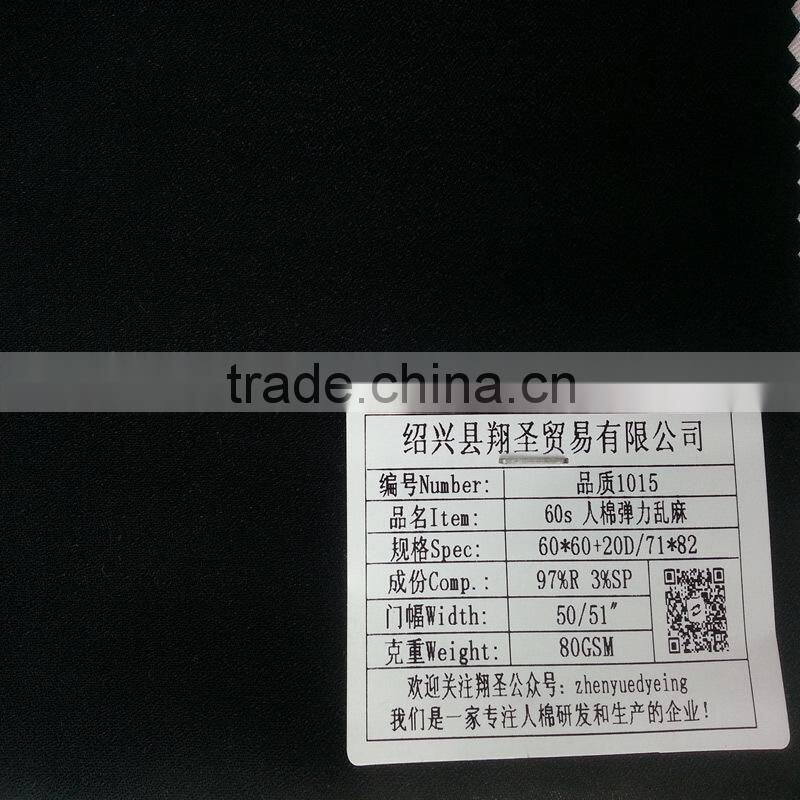 trade.china.cn
绍兴县翔圣贸易有限公司
编号Number: 品质1015
品名Item: 60s 人棉弹力乱麻
规格Spec: 60*60+20D/71*82
成份Comp.: 97%R 3%SP
门幅Width: 50/51"
克重Weight: 80GSM
欢迎关注翔圣公众号: zhenyuedyeing
我们是一家专注人棉研发和生产的企业!